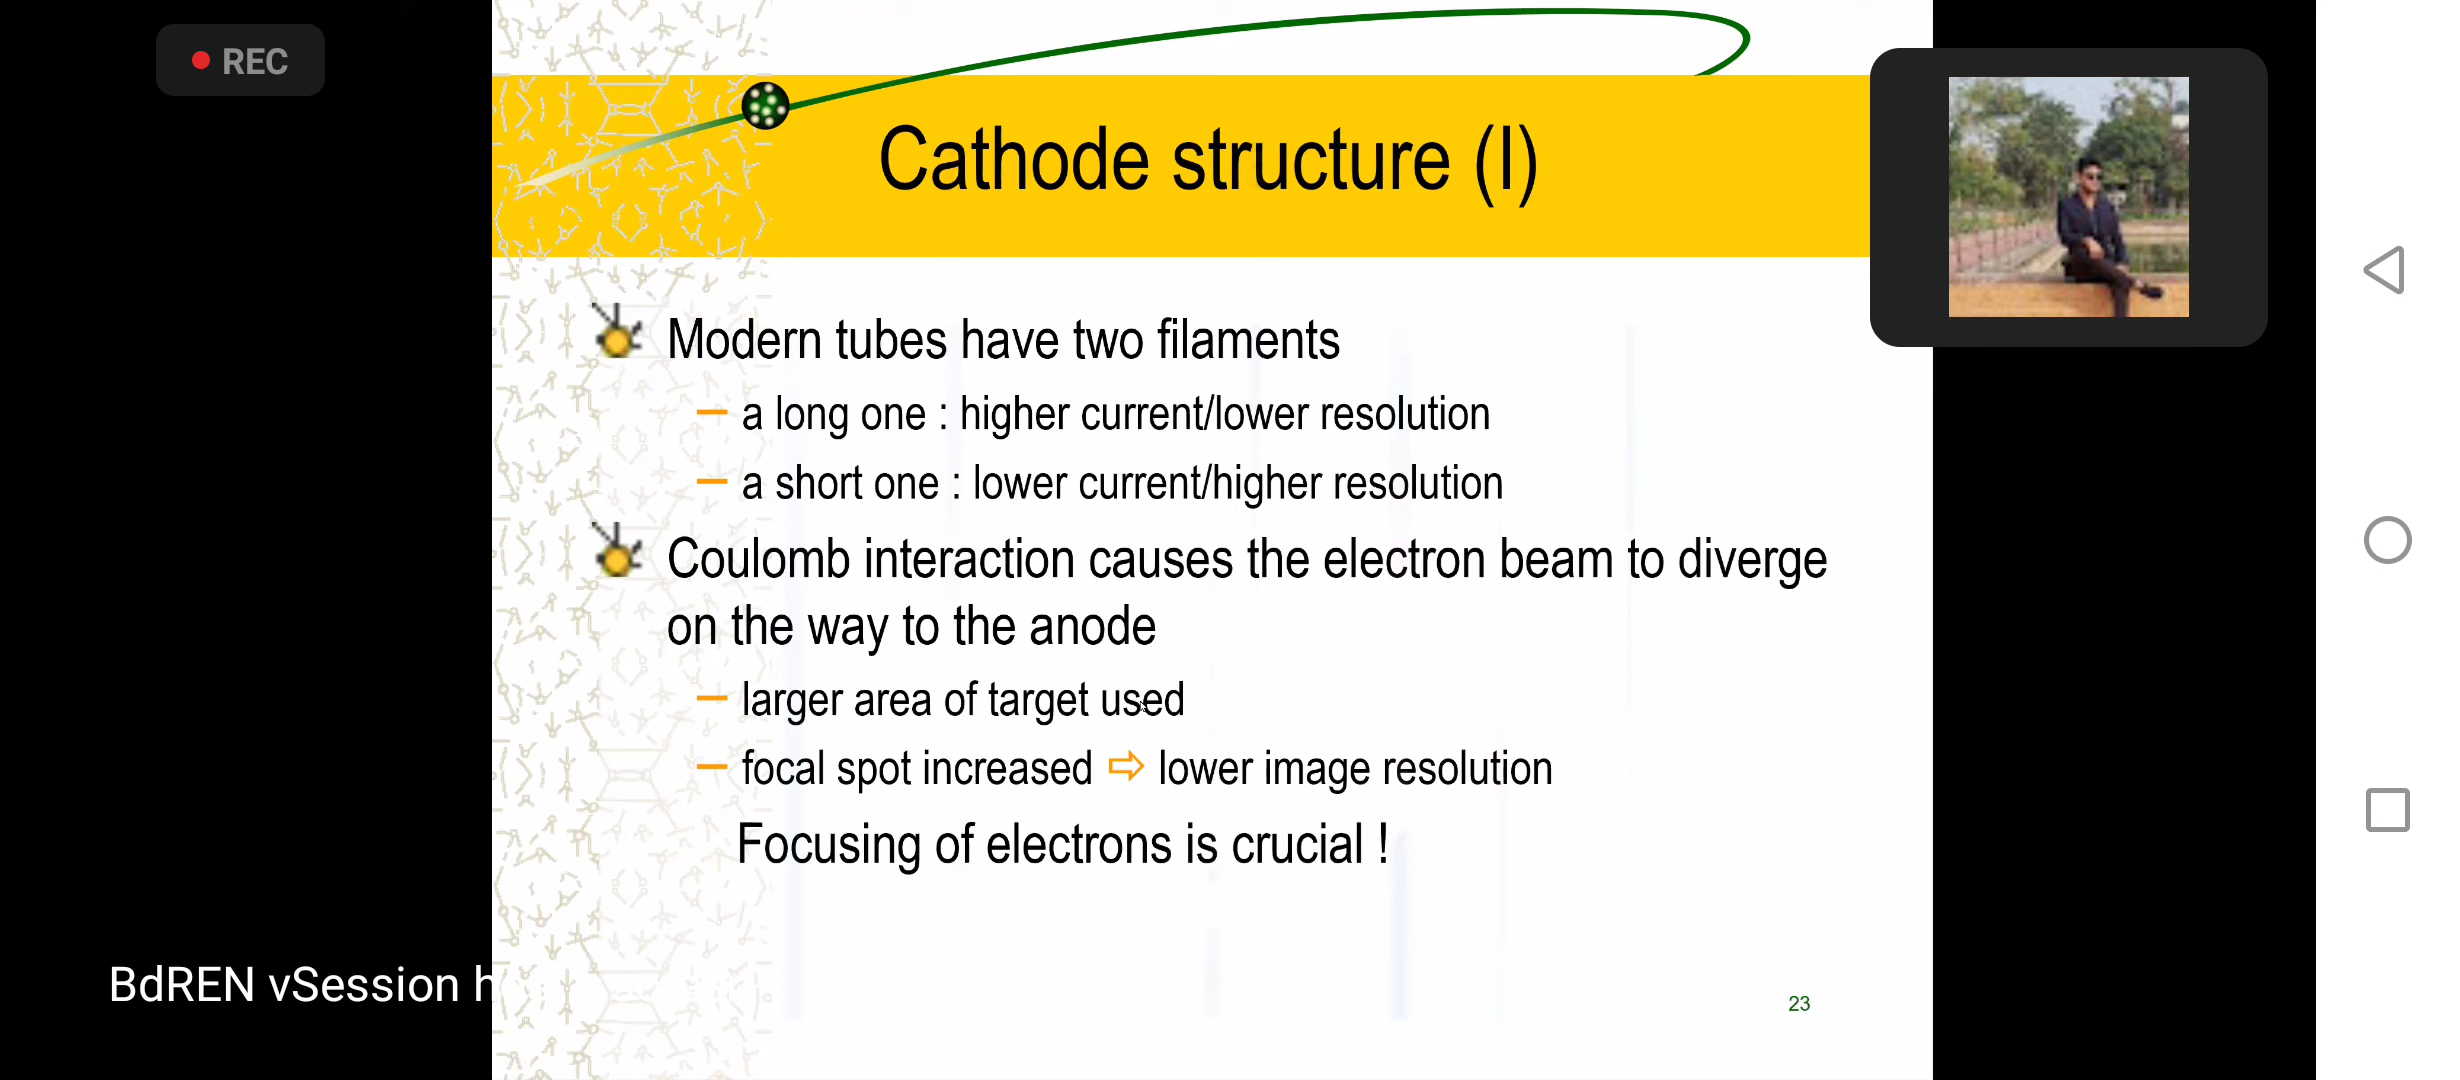 REC
Cathode structure (I)
Modern tubes have two filaments
– a long one : higher current/lower resolution
– a short one : lower current/higher resolution
Coulomb interaction causes the electron beam to diverge
on the way to the anode
– larger area of target used
– focal spot increased ⇨ lower image resolution
Focusing of electrons is crucial !
BdREN vSession h
23